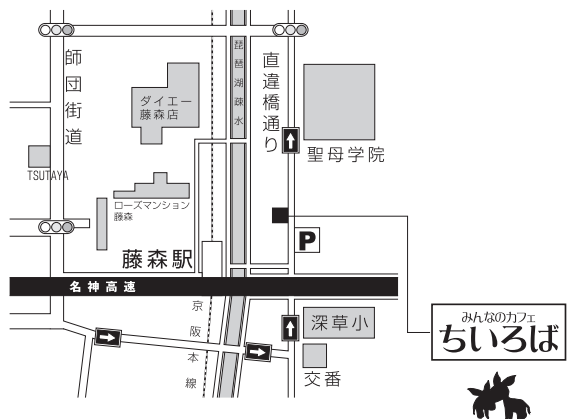 師団街道
琵琶湖疏水
直違橋通り
ダイエー
藤森店
聖母学院
TSUTAYA
ローズマンション
藤森
藤森駅
P
名神高速
京阪本線
深草小
交番
みんなのカフェ
ちいろば